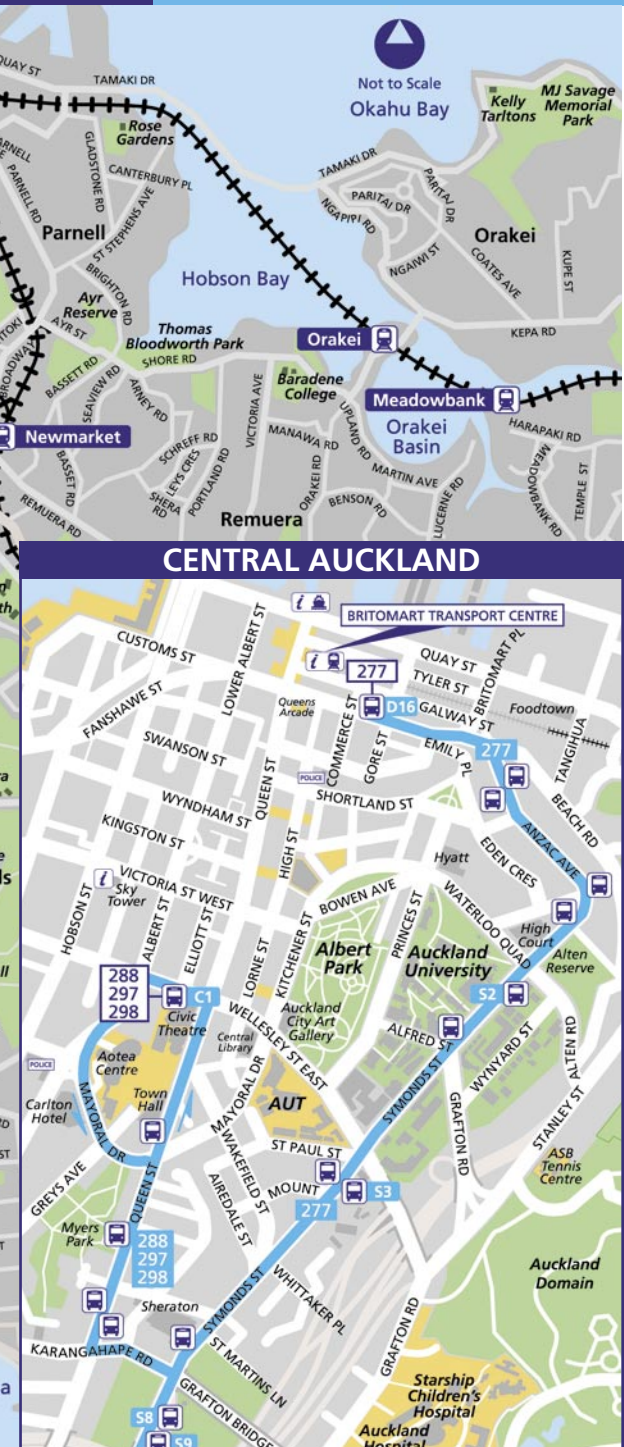 QUAY ST
TAMAKI DR
Not to Scale
Okahu Bay
Kelly
Tarltons
MJ Savage
Memorial
Park
Rose
Gardens
GLADSTONE RD
CANTERBURY PL
PARNELL RD
ST STEPHENS AVE
Parnell
TAMAKI DR
PARITAI DR
PARITAI DR
NGAPIPI RD
NGAIWI ST
COATES AVE
Orakei
KUPE ST
KEPA RD
Hobson Bay
BRIGHTON RD
Ayr
Reserve
AYR ST
Thomas
Bloodworth Park
SHORE RD
Orakei
BROADWAY
BASSETT RD
SEAVIEW RD
ARNEY RD
Baradene
College
Meadowbank
Orakei
Basin
HARAPAKI RD
Newmarket
VICTORIA AVE
MANAWA RD
UPLAND RD
MARTIN AVE
SCHREFF RD
LEYS CRES
SHERA
RD
PORTLAND RD
BASSET RD
REMUERA RD
ORAKEI RD
BENSON RD
LUCERNE RD
MEADOWBANK RD
TEMPLE ST
Remuera
CENTRAL AUCKLAND
BRITOMART TRANSPORT CENTRE
CUSTOMS ST
LOWER ALBERT ST
QUAY ST
BRITOMART PL
TYLER ST
277
FANSHAWE ST
Queens
Arcade
COMMERCE ST
D16
GALWAY ST
Foodtown
GORE ST
EMILY PL
277
TANGIHUA
SWANSON ST
QUEEN ST
POLICE
SHORTLAND ST
BEACH RD
WYNDHAM ST
KINGSTON ST
HIGH ST
ANZAC AVE
EDEN CRES
Hyatt
VICTORIA ST WEST
Sky
Tower
HOBSON ST
ALBERT ST
ELLIOTT ST
BOWEN AVE
PRINCES ST
WATERLOO QUAD
High
Court
Alten
Reserve
LORNE ST
KITCHENER ST
Albert
Park
Auckland
University
288
297
298
C1
Civic
Theatre
S2
WELLESLEY ST EAST
Auckland
City Art
Gallery
Central
Library
ALFRED ST
WYNYARD ST
ALTEN RD
POLICE
Aotea
Centre
MAYORAL DR
Carlton
Hotel
Town
Hall
MAYORAL DR
AUT
SYMONDS ST
GRAFTON RD
STANLEY ST
WAKEFIELD ST
ST PAUL ST
ASB
Tennis
Centre
GREYS AVE
QUEEN ST
AIREDALE ST
MOUNT
S3
277
Myers
Park
288
297
298
Auckland
Domain
Sheraton
SYMONDS ST
WHITTAKER PL
KARANGAHAPE RD
ST MARTINS LN
GRAFTON RD
GRAFTON BRIDGE
Starship
Children's
Hospital
S8
S9
Auckland
Hospital